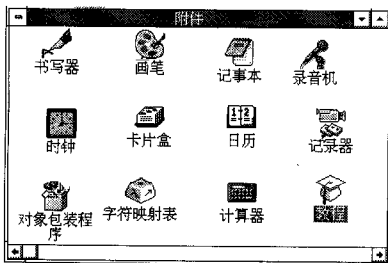 附件
书写器 画笔 记事本 录音机
时钟 卡片盒 日历 记录器
对象包装程序 字符映射表 计算器